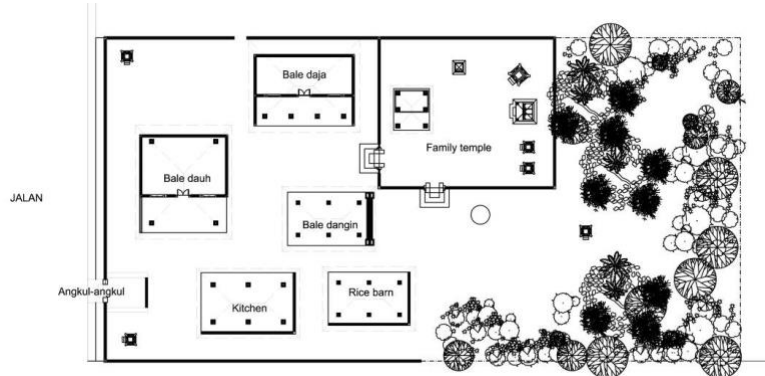 Bale daja
Family temple
Bale dauh
JALAN
Bale dangin
Angkul-angkul
Rice barn
Kitchen